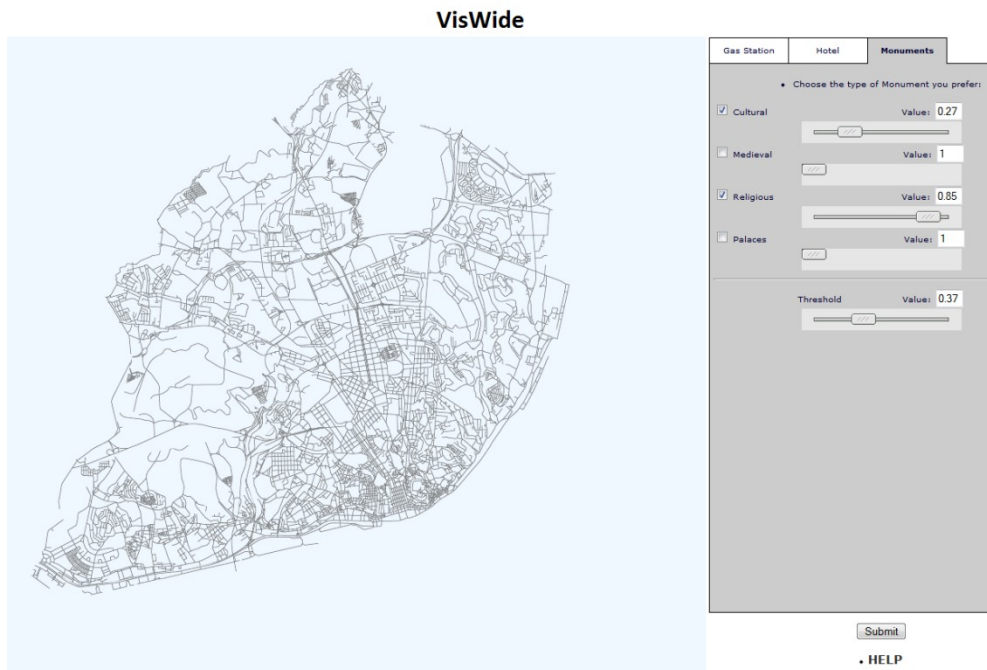 VisWide
Gas Station Hotel Monuments
• Choose the type of Monument you prefer:
Cultural Value: 0.27
Medieval Value: 1
Religious Value: 0.85
Palaces Value: 1
Threshold Value: 0.37
Submit
• HELP